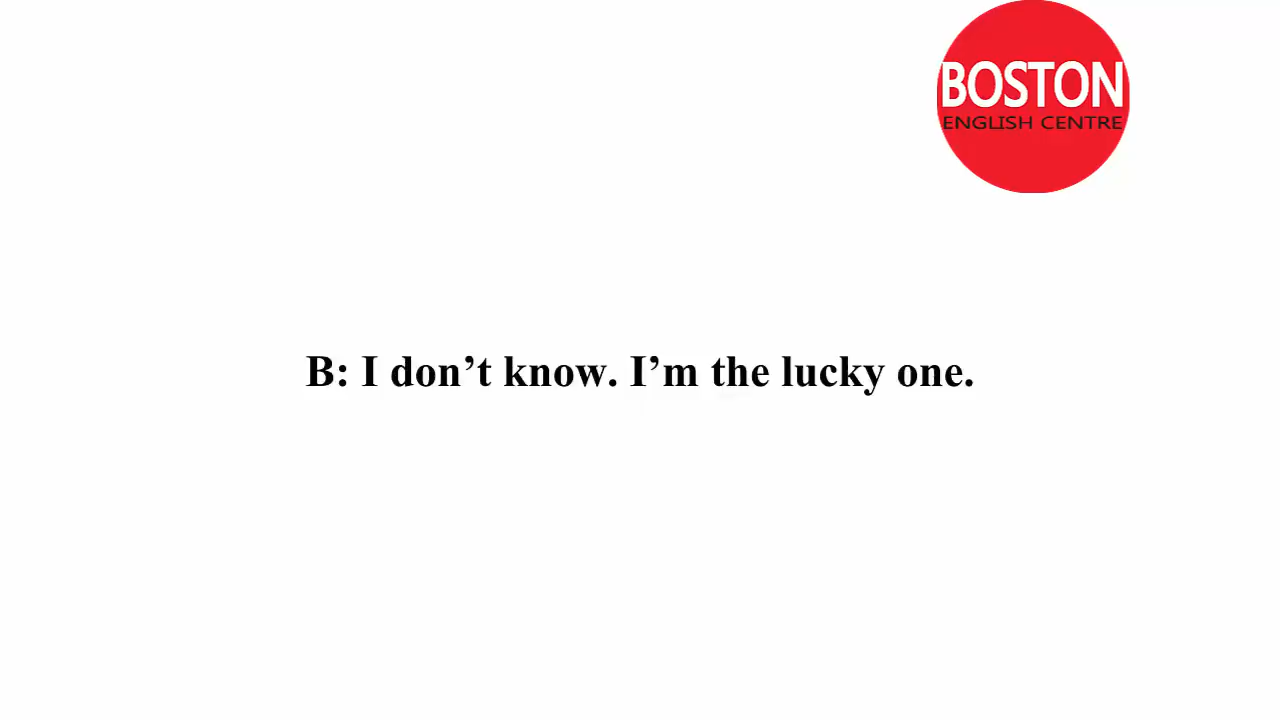 BOSTON
ENGLISH CENTRE
B: I don’t know. I’m the lucky one.